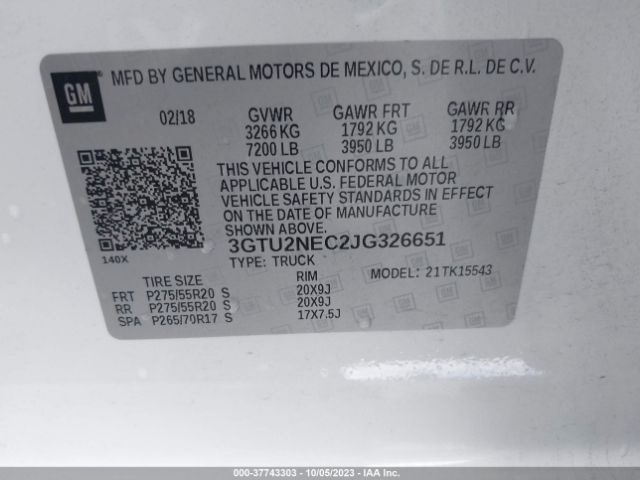 GM
MFD BY GENERAL MOTORS DE MEXICO, S. DE R.L. DE C.V.
02/18 GVWR GAWR FRT GAWR RR
3266 KG 1792 KG 1792 KG
7200 LB 3950 LB 3950 LB
THIS VEHICLE CONFORMS TO ALL
APPLICABLE U.S. FEDERAL MOTOR
VEHICLE SAFETY STANDARDS IN EFFECT
ON THE DATE OF MANUFACTURE
SHOWN ABOVE.
140X 3GTU2NEC2JG326651
TYPE: TRUCK MODEL: 21TK15543
TIRE SIZE RIM
FRT P275/55R20 S 20X9J
RR P275/55R20 S 20X9J
SPA P265/70R17 S 17X7.5J
000-37743303 - 10/05/2023 - IAA Inc.